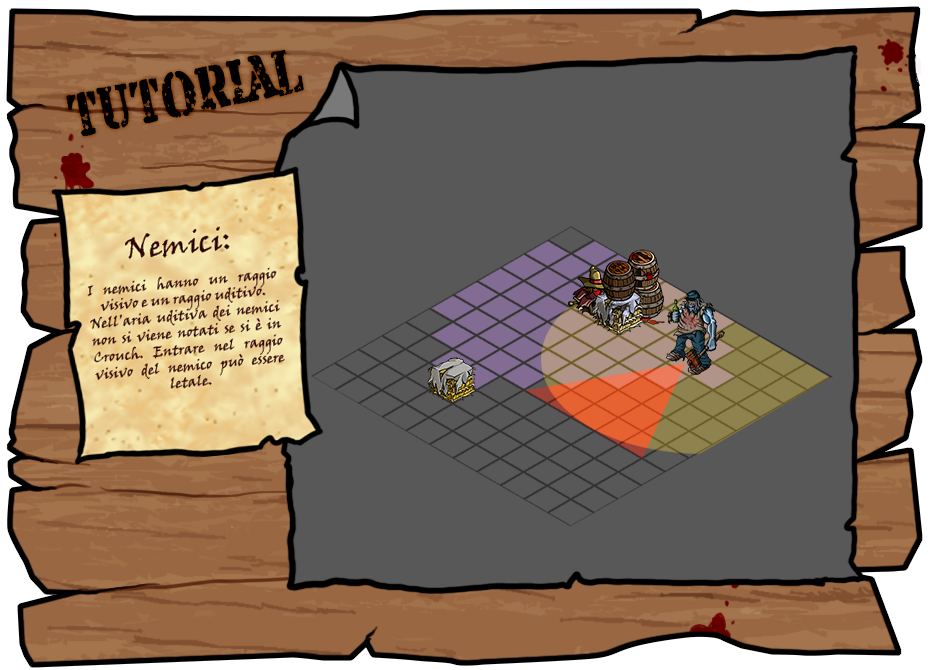 TUTORIAL
Nemici:
I nemici hanno un raggio
visivo e un raggio uditivo.
Nell'aria uditiva dei nemici
non si viene notati se si è in
Crouch. Entrare nel raggio
visivo del nemico può essere
letale.